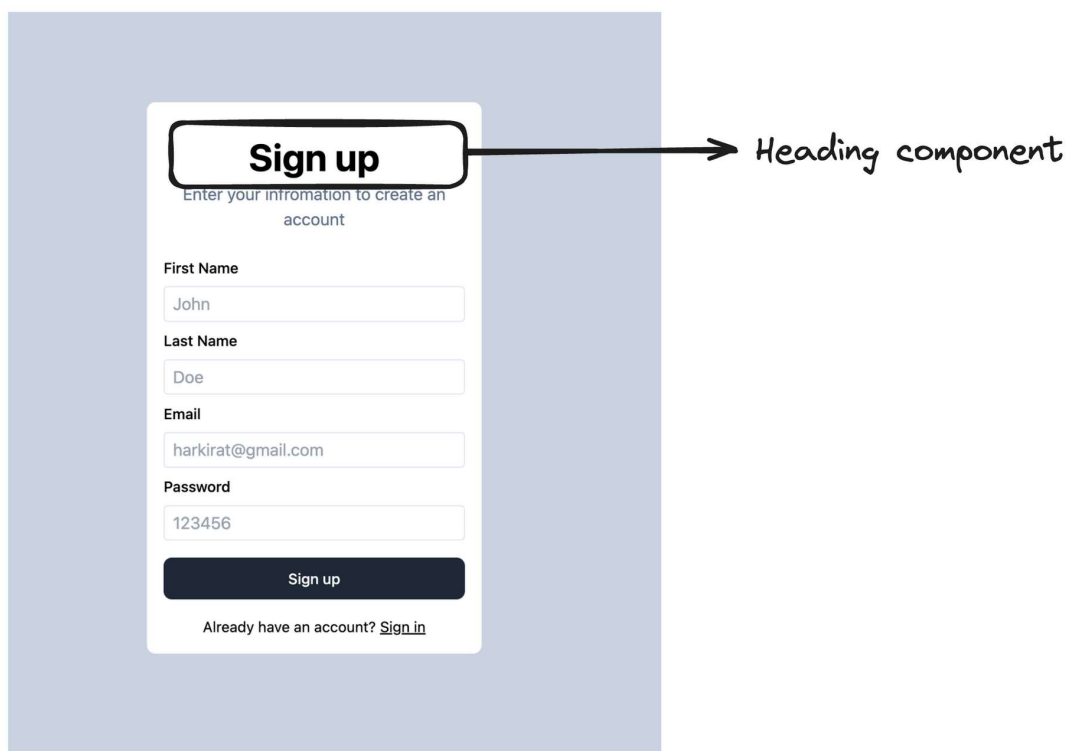 Sign up
Heading component
Enter your infromation to create an
account
First Name
John
Last Name
Doe
Email
harkirat@gmail.com
Password
123456
Sign up
Already have an account? Sign in